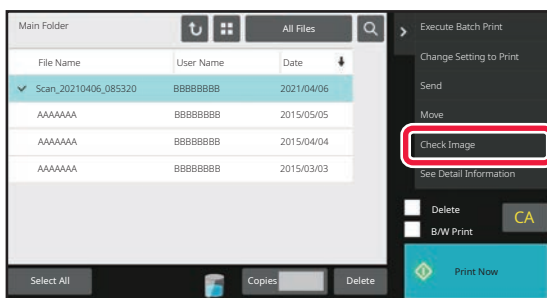 Main Folder
All Files
File Name User Name Date
Scan_20210406_085320 BBBBBBBB 2021/04/06
AAAAAAA BBBBBBBB 2015/05/05
AAAAAAA BBBBBBBB 2015/04/04
AAAAAAA BBBBBBBB 2015/03/03
Select All
Copies
Delete
Execute Batch Print
Change Setting to Print
Send
Move
Check Image
See Detail Information
Delete
B/W Print
CA
Print Now